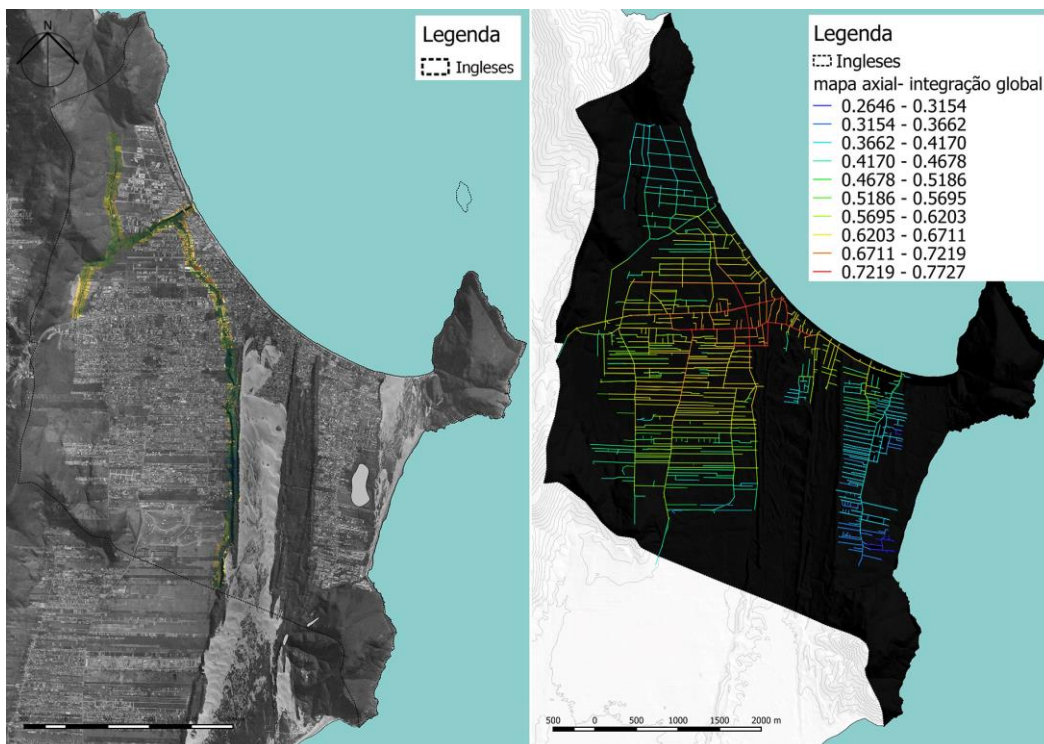 N
Legenda
Ingleses
Legenda
Ingleses
mapa axial- integração global
0.2646 - 0.3154
0.3154 - 0.3662
0.3662 - 0.4170
0.4170 - 0.4678
0.4678 - 0.5186
0.5186 - 0.5695
0.5695 - 0.6203
0.6203 - 0.6711
0.6711 - 0.7219
0.7219 - 0.7727
500 0 500 1000 1500 2000 m